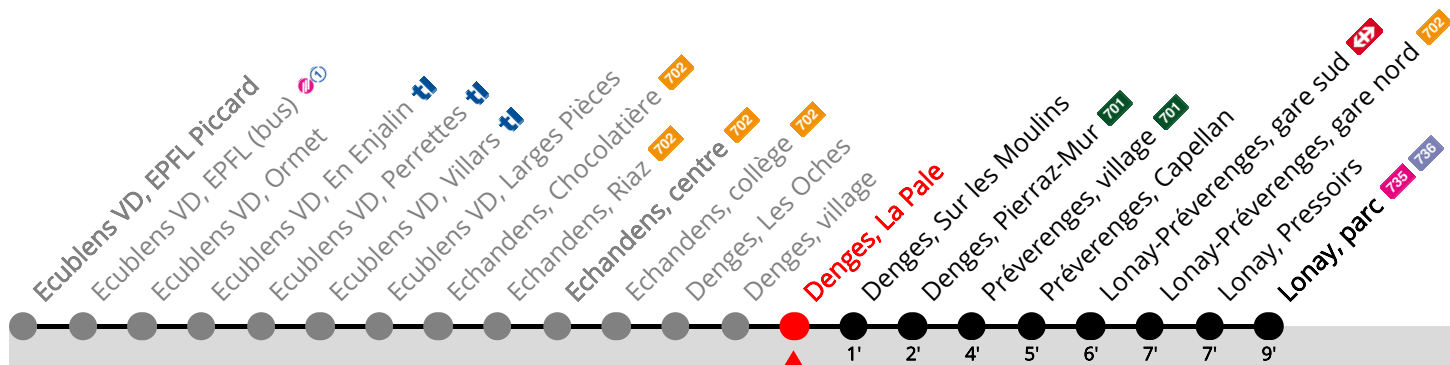 Ecublens VD, EPFL Piccard
Ecublens VD, EPFL (bus) 1
Ecublens VD, Ormet
Ecublens VD, En Enjalin tl
Ecublens VD, Perrettes tl
Ecublens VD, Villars tl
Ecublens VD, Larges Pièces
Echandens, Chocolatière 702
Echandens, Riaz 702
Echandens, centre 702
Echandens, collège 702
Denges, Les Oches
Denges, village
Denges, La Pale
Denges, Sur les Moulins
Denges, Pierraz-Mur 701
Préverenges, village 701
Préverenges, Capellan
Lonay-Préverenges, gare sud
Lonay-Préverenges, gare nord 702
Lonay, Pressoirs
Lonay, parc 735 736
1' 2' 4' 5' 6' 7' 7' 9'